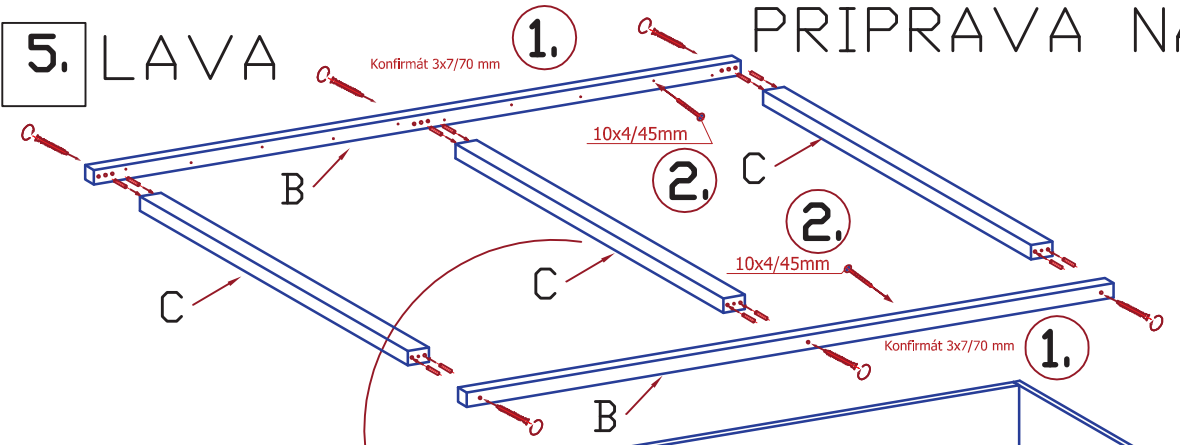 5. LAVA
PRIPRAVA
1.
Konfirmát 3x7/70 mm
10x4/45mm
2.
B
C
2.
10x4/45mm
C
C
Konfirmát 3x7/70 mm
1.
B